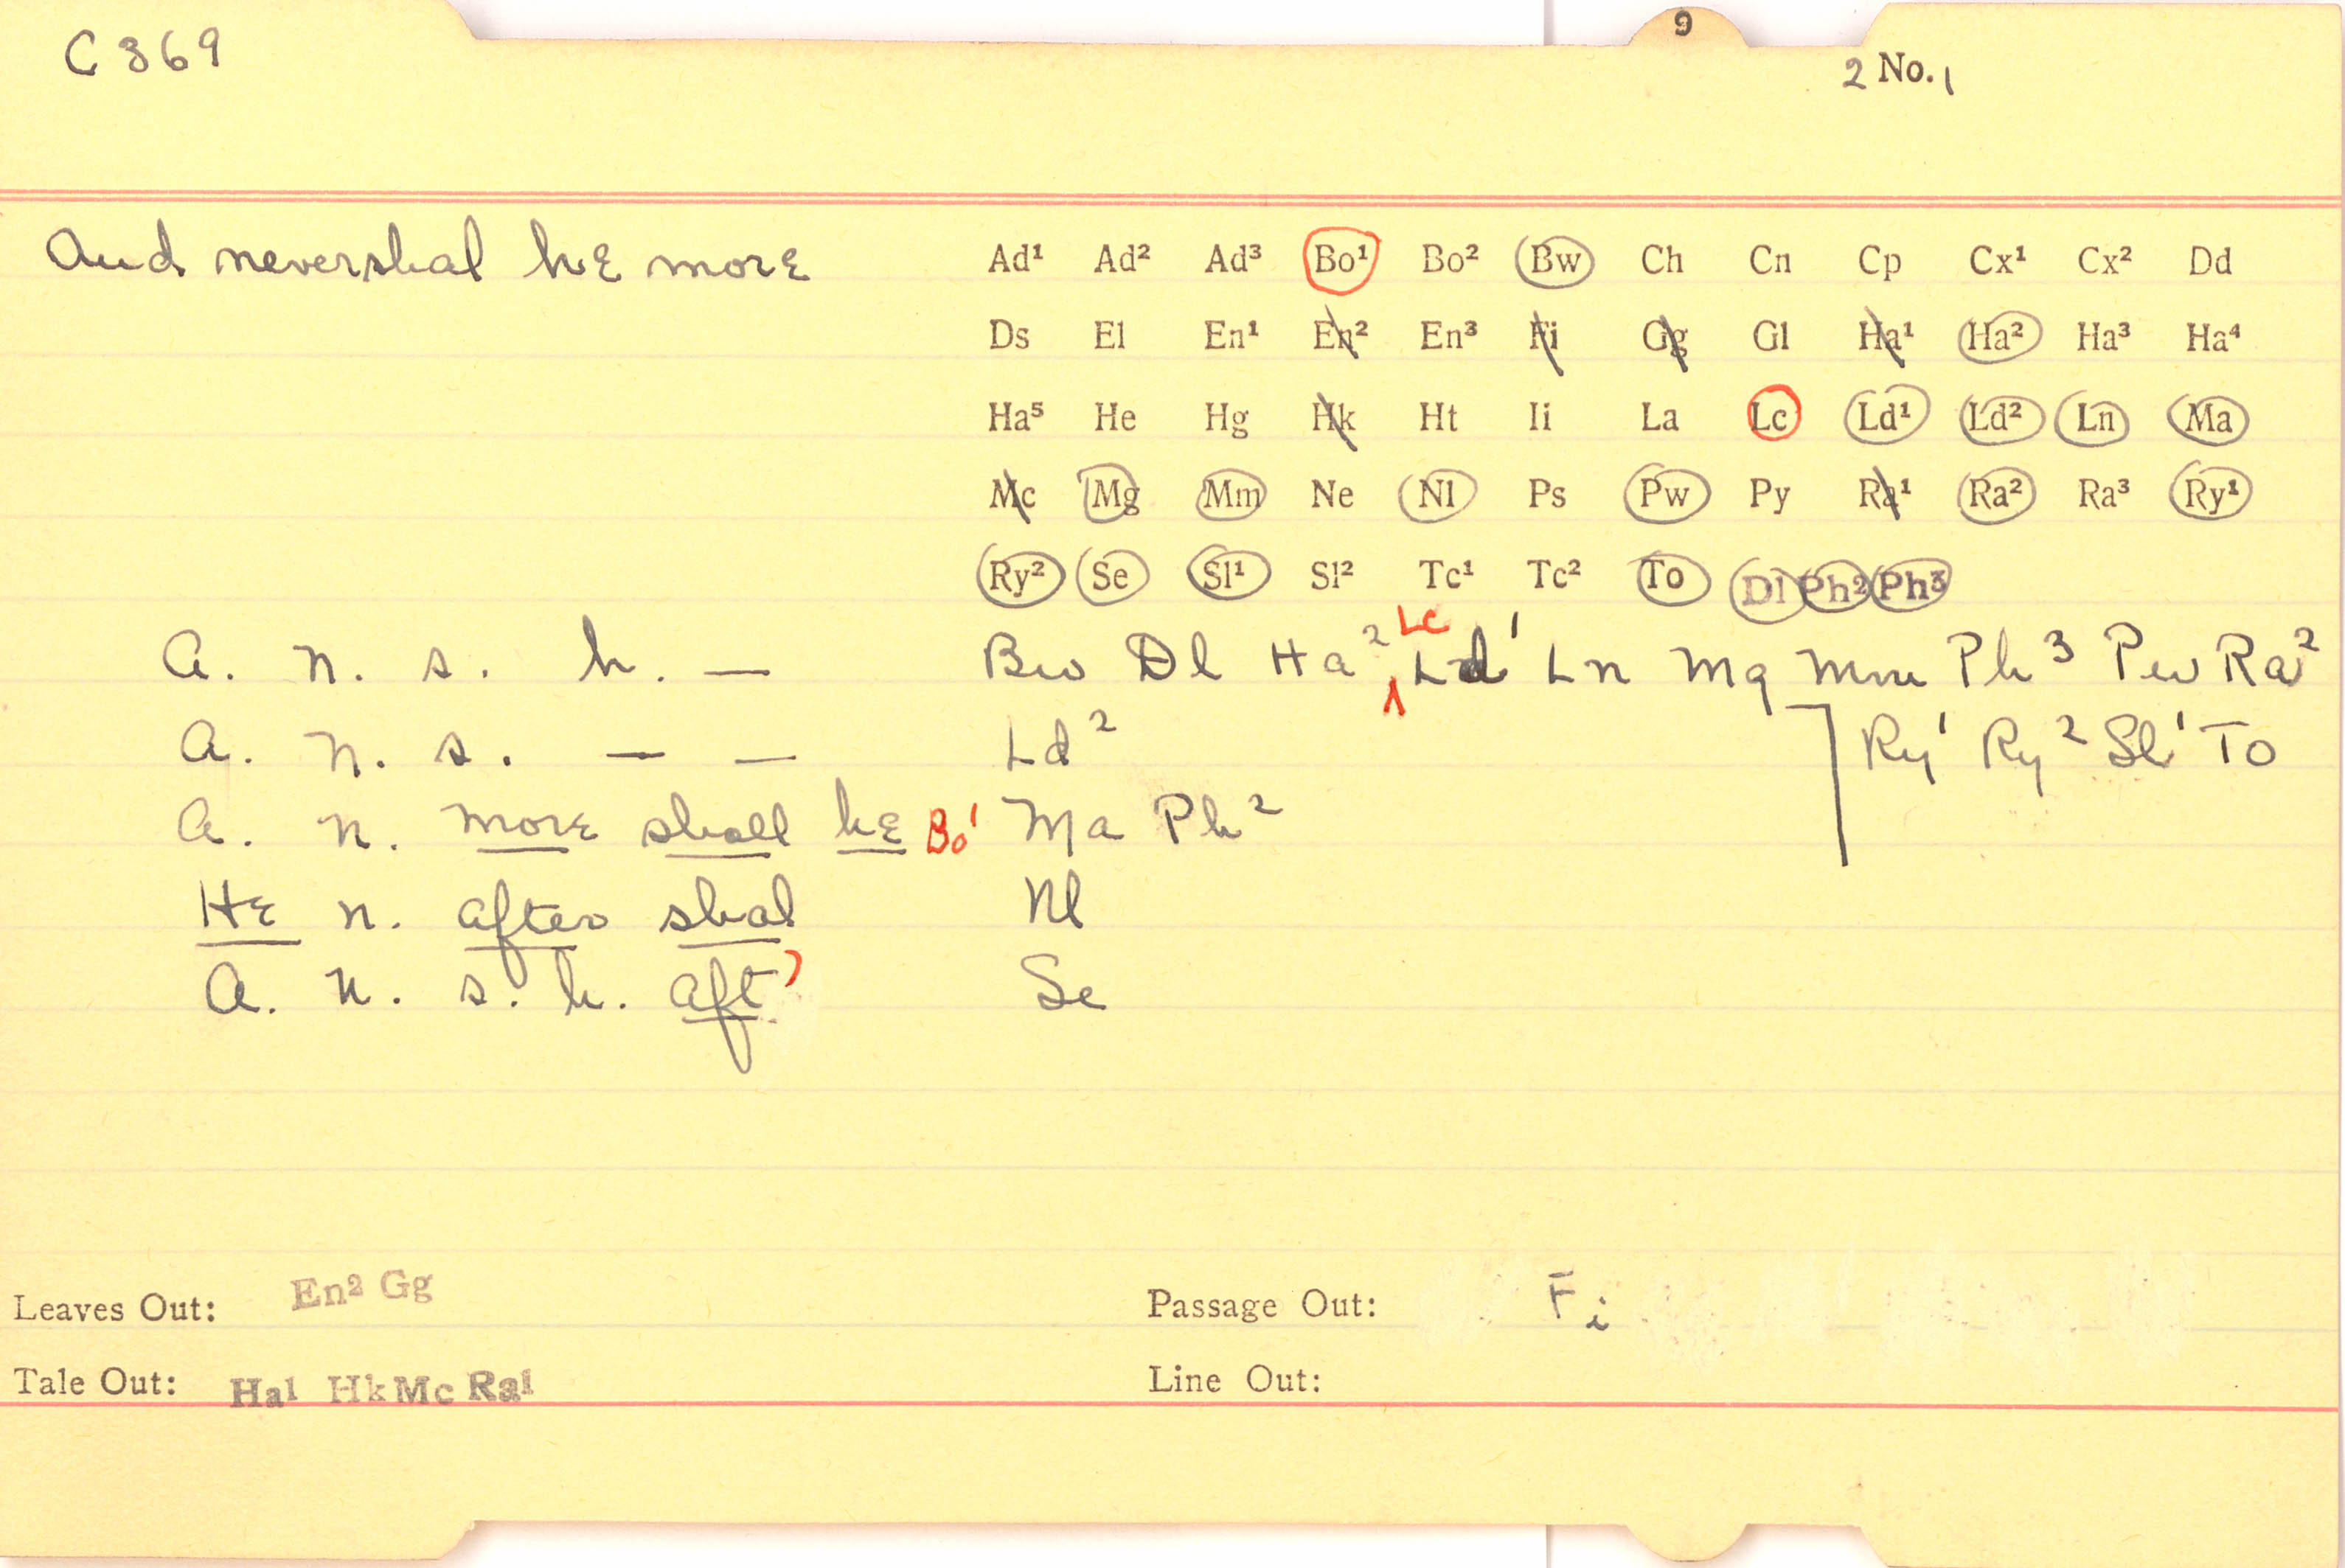 9
C 369
2 No. 1
And nevershal he more
Ad¹ Ad² Ad³ Bo¹ Bo² Bw Ch Cn Cp Cx¹ Cx² Dd
Ds El En¹ En² En³ Fi Gg Gl Ha¹ Ha² Ha³ Ha⁴
Ha⁵ He Hg Hk Ht Ii La Lc Ld¹ Ld² Ln Ma
Mc Mg Mm Ne Nl Ps Pw Py Ra¹ Ra² Ra³ Ry¹
Ry² Se Sl¹ Sl² Tc¹ Tc² To Dl Ph2 Ph3
A. n. s. h. — Bw Dl Ha² Lc Ld¹ Ln Mg Mm Ph³ Pw Ra²
Ry¹ Ry² Sl¹ To
A. n. s. — — Ld²
A. n. more shall he Bo¹ Ma Ph²
He n. after shal Nl
A. n. s. h. aft’ Se
Leaves Out: En² Gg
Passage Out: Fi
Tale Out: Ha1 Hk Mc Ra1
Line Out: